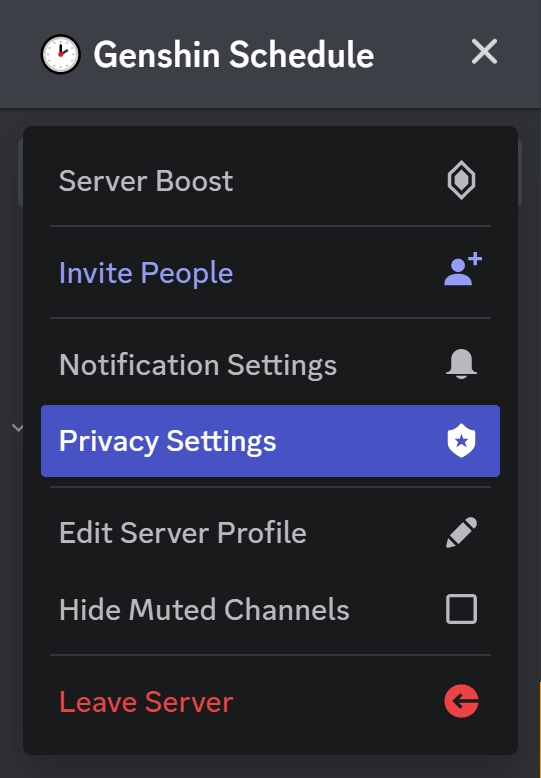 Genshin Schedule
Server Boost
Invite People
Notification Settings
Privacy Settings
Edit Server Profile
Hide Muted Channels
Leave Server